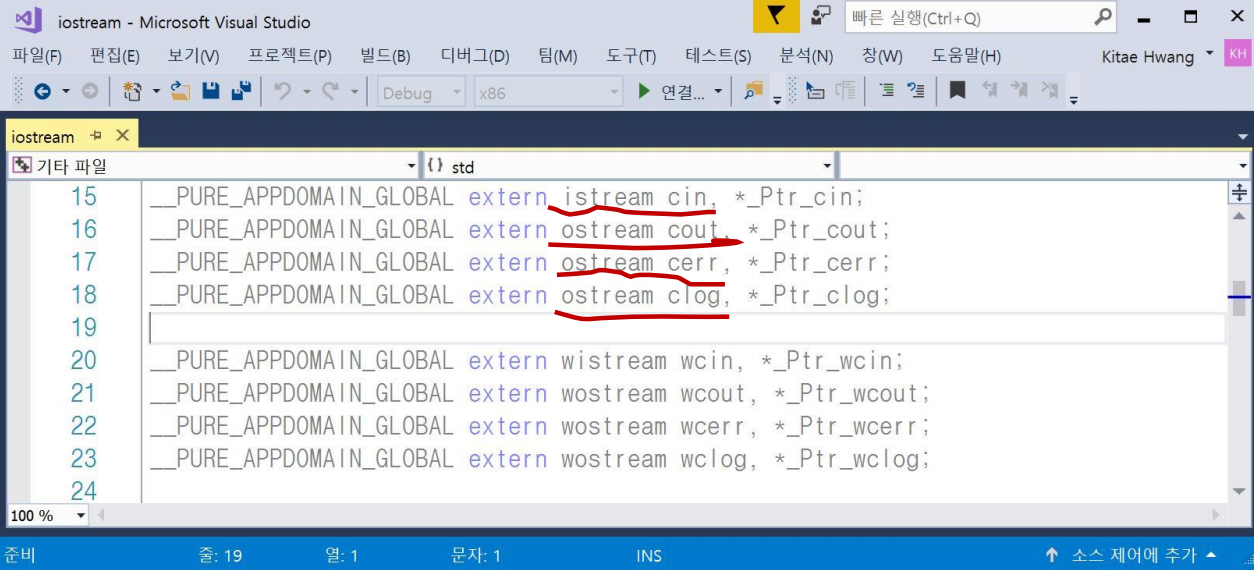 iostream - Microsoft Visual Studio
빠른 실행(Ctrl+Q)
파일(F) 편집(E) 보기(V) 프로젝트(P) 빌드(B) 디버그(D) 팀(M) 도구(T) 테스트(S) 분석(N) 창(W) 도움말(H) Kitae Hwang KH
Debug x86 연결...
iostream
기타 파일 {} std
15 __PURE_APPDOMAIN_GLOBAL extern istream cin, *_Ptr_cin;
16 __PURE_APPDOMAIN_GLOBAL extern ostream cout, *_Ptr_cout;
17 __PURE_APPDOMAIN_GLOBAL extern ostream cerr, *_Ptr_cerr;
18 __PURE_APPDOMAIN_GLOBAL extern ostream clog, *_Ptr_clog;
19
20 __PURE_APPDOMAIN_GLOBAL extern wistream wcin, *_Ptr_wcin;
21 __PURE_APPDOMAIN_GLOBAL extern wostream wcout, *_Ptr_wcout;
22 __PURE_APPDOMAIN_GLOBAL extern wostream wcerr, *_Ptr_wcerr;
23 __PURE_APPDOMAIN_GLOBAL extern wostream wclog, *_Ptr_wclog;
24
100 %
준비 줄: 19 열: 1 문자: 1 INS 소스 제어에 추가